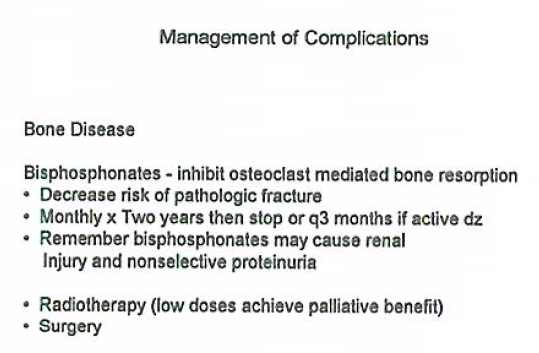 Management of Complications
Bone Disease
Bisphosphonates - inhibit osteoclast mediated bone resorption
• Decrease risk of pathologic fracture
• Monthly x Two years then stop or q3 months if active dz
• Remember bisphosphonates may cause renal
Injury and nonselective proteinuria
• Radiotherapy (low doses achieve palliative benefit)
• Surgery